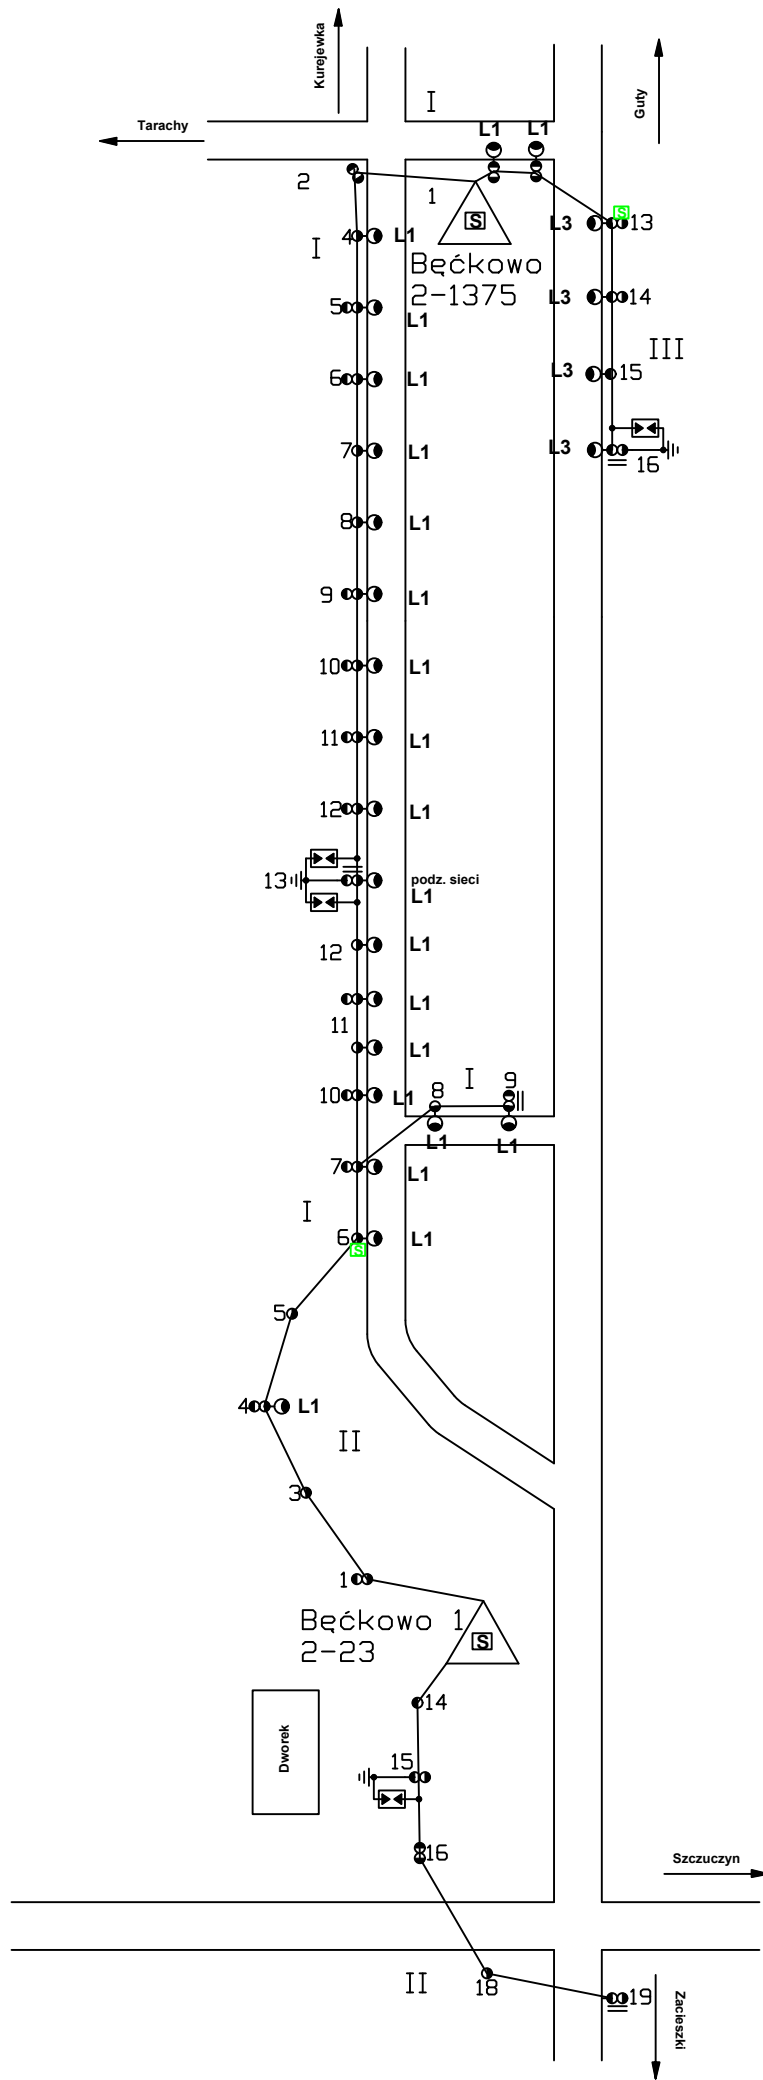 Kurejewka
I
Guty
Tarachy
L1
L1
2
1
S
S
L3
13
4
L1
I
Bęćkowo
2-1375
5
L1
L3
14
III
6
L1
L3
15
7
L1
L3
16
8
L1
9
L1
10
L1
11
L1
12
L1
13
podz. sieci
L1
12
L1
11
L1
L1
I
8
9
10
L1
L1
L1
7
L1
I
6
L1
S
5
4
L1
II
3
1
Bęćkowo
2-23
1
S
14
Dworek
15
16
Szczuczyn
II
18
19
Zacieszki